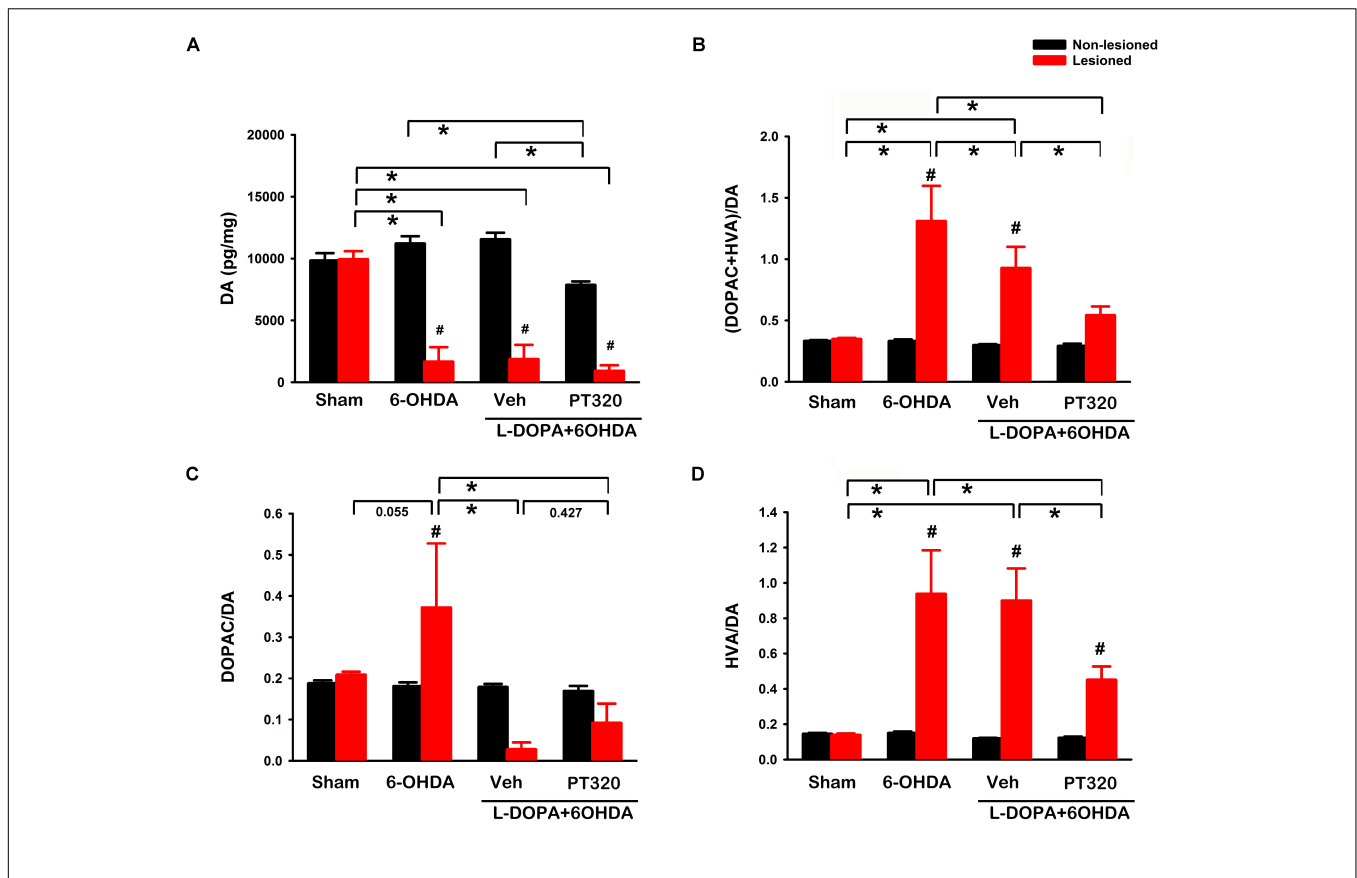 A
B
Non-lesioned
Lesioned
DA (pg/mg)
20000
15000
10000
5000
0
*
*
*
*
*
#
#
#
Sham 6-OHDA Veh PT320
L-DOPA+6OHDA
(DOPAC+HVA)/DA
2.0
1.5
1.0
0.5
0.0
*
*
* * *
#
#
Sham 6-OHDA Veh PT320
L-DOPA+6OHDA
C
D
DOPAC/DA
0.6
0.5
0.4
0.3
0.2
0.1
0.0
*
0.055 * 0.427
#
Sham 6-OHDA Veh PT320
L-DOPA+6OHDA
HVA/DA
1.4
1.2
1.0
0.8
0.6
0.4
0.2
0.0
* *
* *
#
#
#
Sham 6-OHDA Veh PT320
L-DOPA+6OHDA